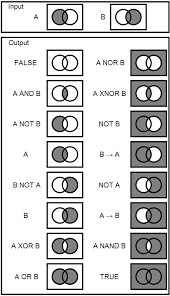 Input
A B
Output
FALSE A NOR B
A AND B A XNOR B
A NOT B NOT B
A B → A
B NOT A NOT A
B A → B
A XOR B A NAND B
A OR B TRUE